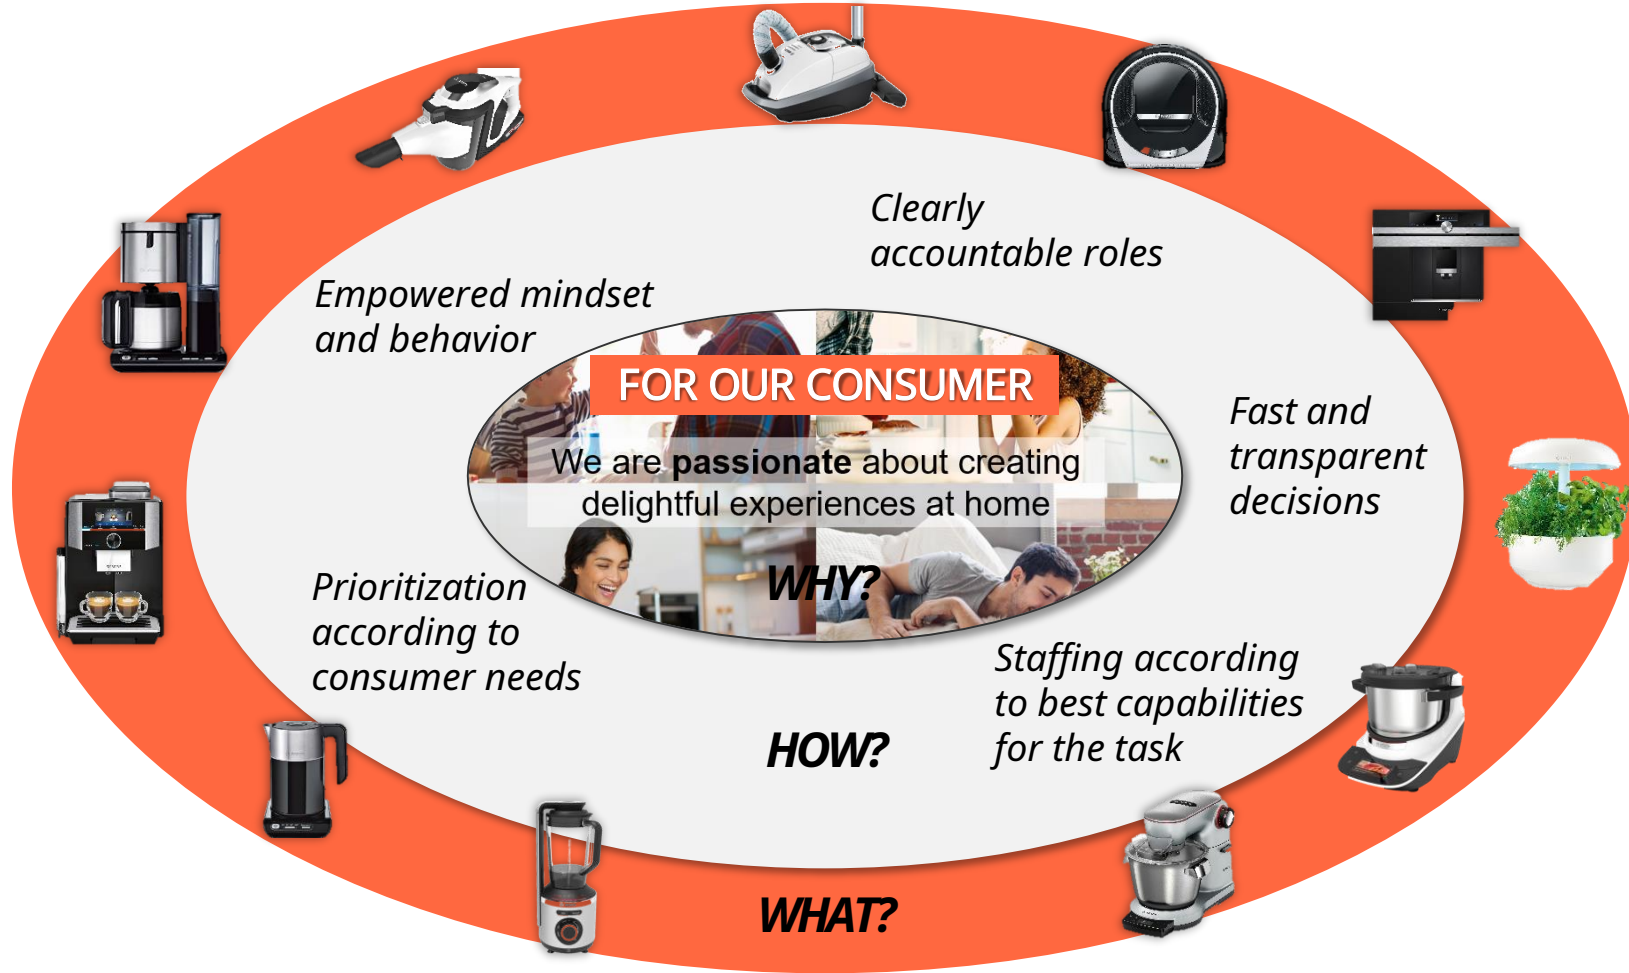 Clearly
accountable roles
Empowered mindset
and behavior
FOR OUR CONSUMER
We are passionate about creating
delightful experiences at home
WHY?
Fast and
transparent
decisions
Prioritization
according to
consumer needs
Staffing according
to best capabilities
for the task
HOW?
WHAT?